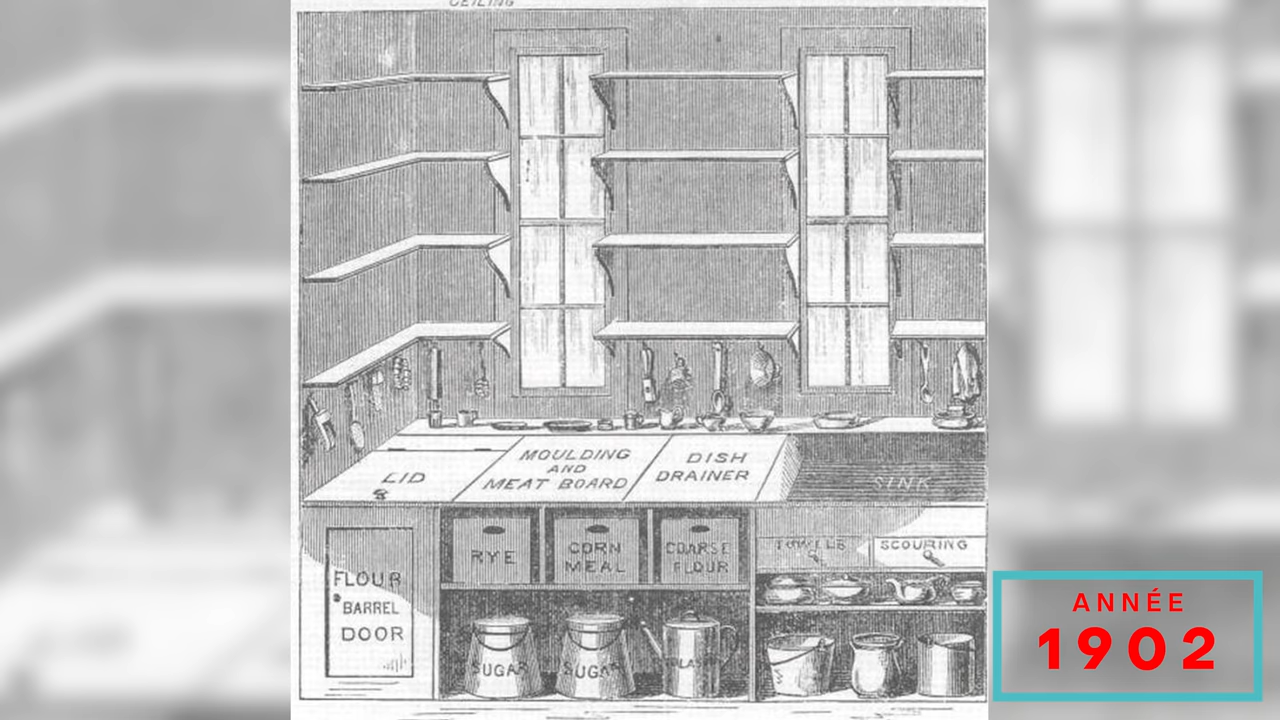 CEILING
LID
MOULDING
AND
MEAT BOARD
DISH
DRAINER
SINK
RYE
CORN
MEAL
COARSE
FLOUR
TOWELS
SCOURING
FLOUR
BARREL
DOOR
SUGAR
SUGAR
ANNÉE
1902